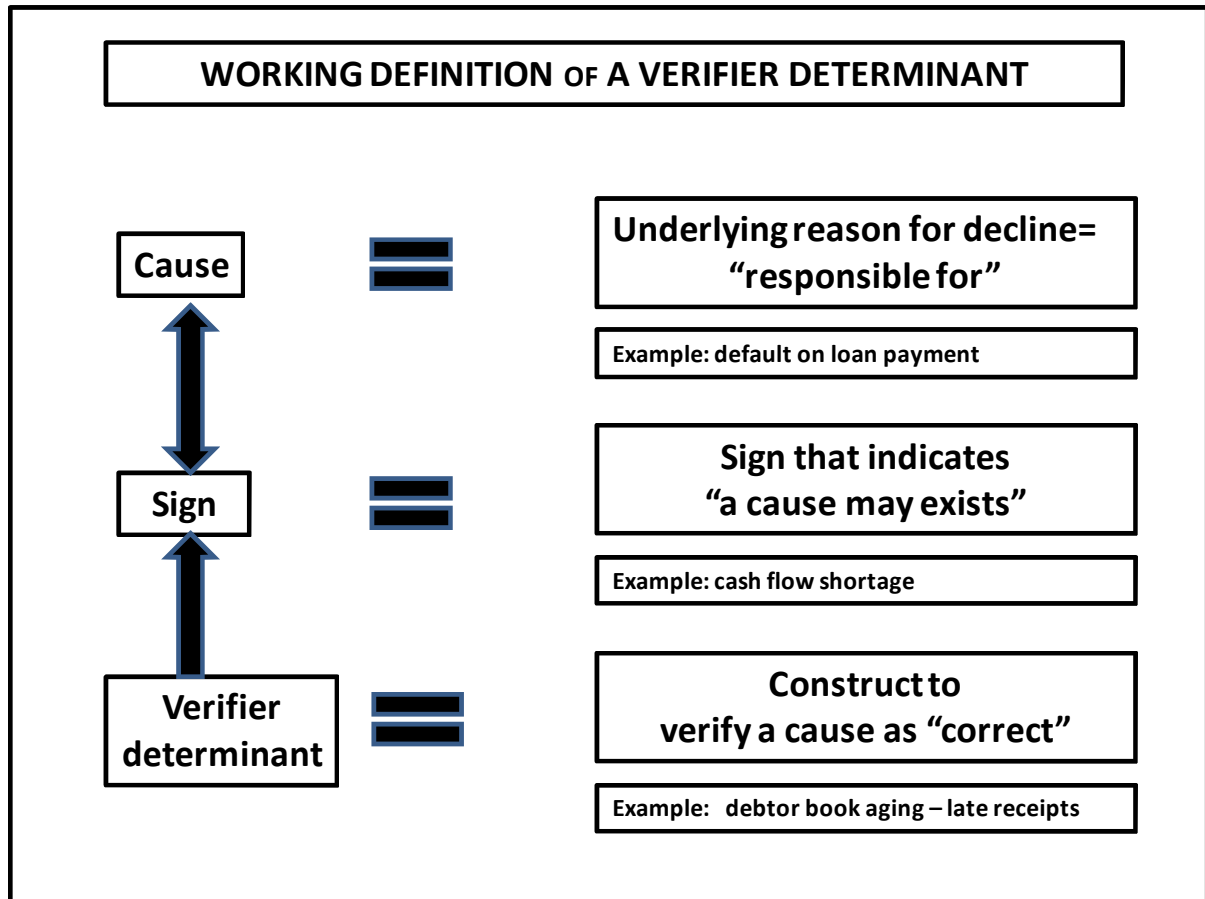 WORKING DEFINITION OF A VERIFIER DETERMINANT
Cause
Underlying reason for decline=
“responsible for”
Example: default on loan payment
Sign
Sign that indicates
“a cause may exists”
Example: cash flow shortage
Verifier
determinant
Construct to
verify a cause as “correct”
Example: debtor book aging – late receipts